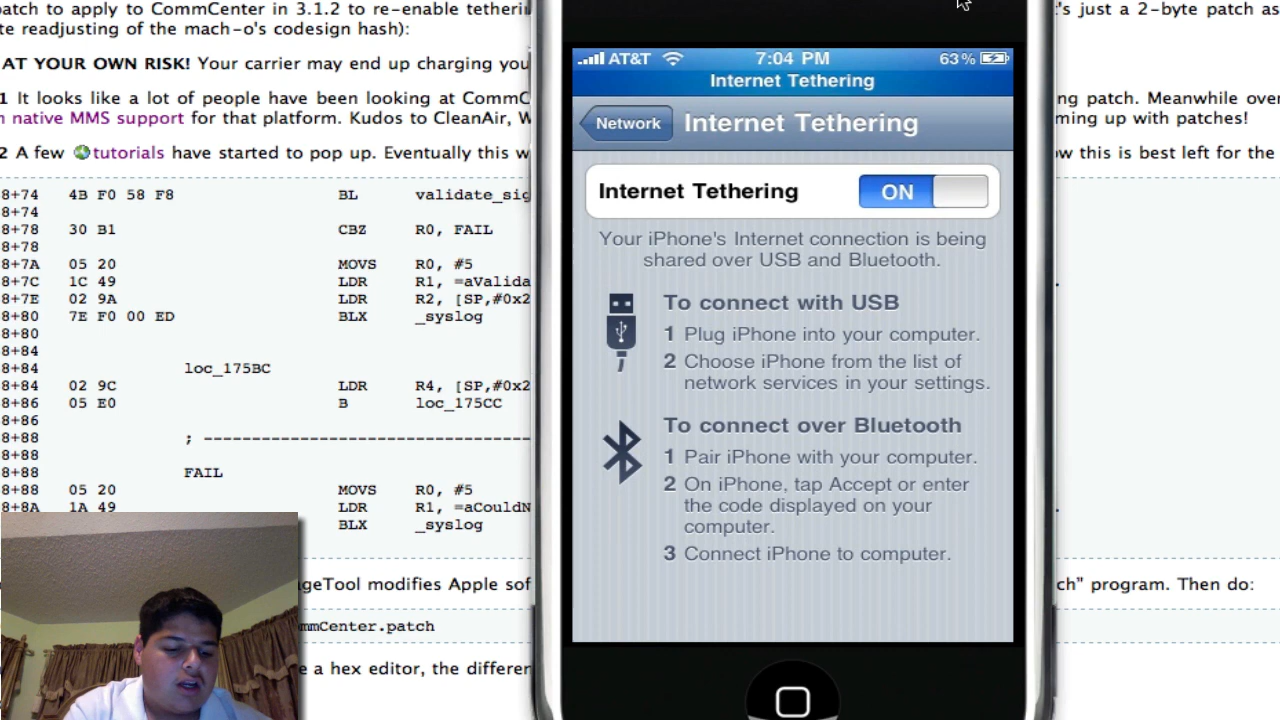 patch to apply to CommCenter in 3.1.2 to re-enable 's just a 2-byte patch as
te readjusting of the mach-o's codesign hash):
AT YOUR OWN RISK! Your carrier may end up charging you
1 It looks like a lot of people have been looking at ng patch. Meanwhile over
native MMS support for that platform. Kudos to CleanAir, ming up with patches!
2 A few tutorials have started to pop up. Eventually this ow this is best left for the
8+74 4B F0 58 F8 BL validate_sig
8+74
8+78 30 B1 CBZ R0, FAIL
8+78
8+7A 05 20 MOVS R0, #5
8+7C 1C 49 LDR R1, =aValida
8+7E 02 9A LDR R2, [SP,#0x2
8+80 7E F0 00 ED BLX _syslog
8+80
8+84
8+84 loc_175BC
8+84 02 9C LDR R4, [SP,#0x2
8+86 05 E0 B loc_175CC
8+86
8+88 ; ---------------------------------
8+88
8+88 FAIL
8+88 05 20 MOVS R0, #5
8+8A 1A 49 LDR R1, =aCouldN
BLX _syslog
geTool modifies Apple sof ch" program. Then do:
mmCenter.patch
e a hex editor, the differen
AT&T 7:04 PM 63%
Internet Tethering
Network Internet Tethering
Internet Tethering ON
Your iPhone's Internet connection is being
shared over USB and Bluetooth.
To connect with USB
1 Plug iPhone into your computer.
2 Choose iPhone from the list of
network services in your settings.
To connect over Bluetooth
1 Pair iPhone with your computer.
2 On iPhone, tap Accept or enter
the code displayed on your
computer.
3 Connect iPhone to computer.